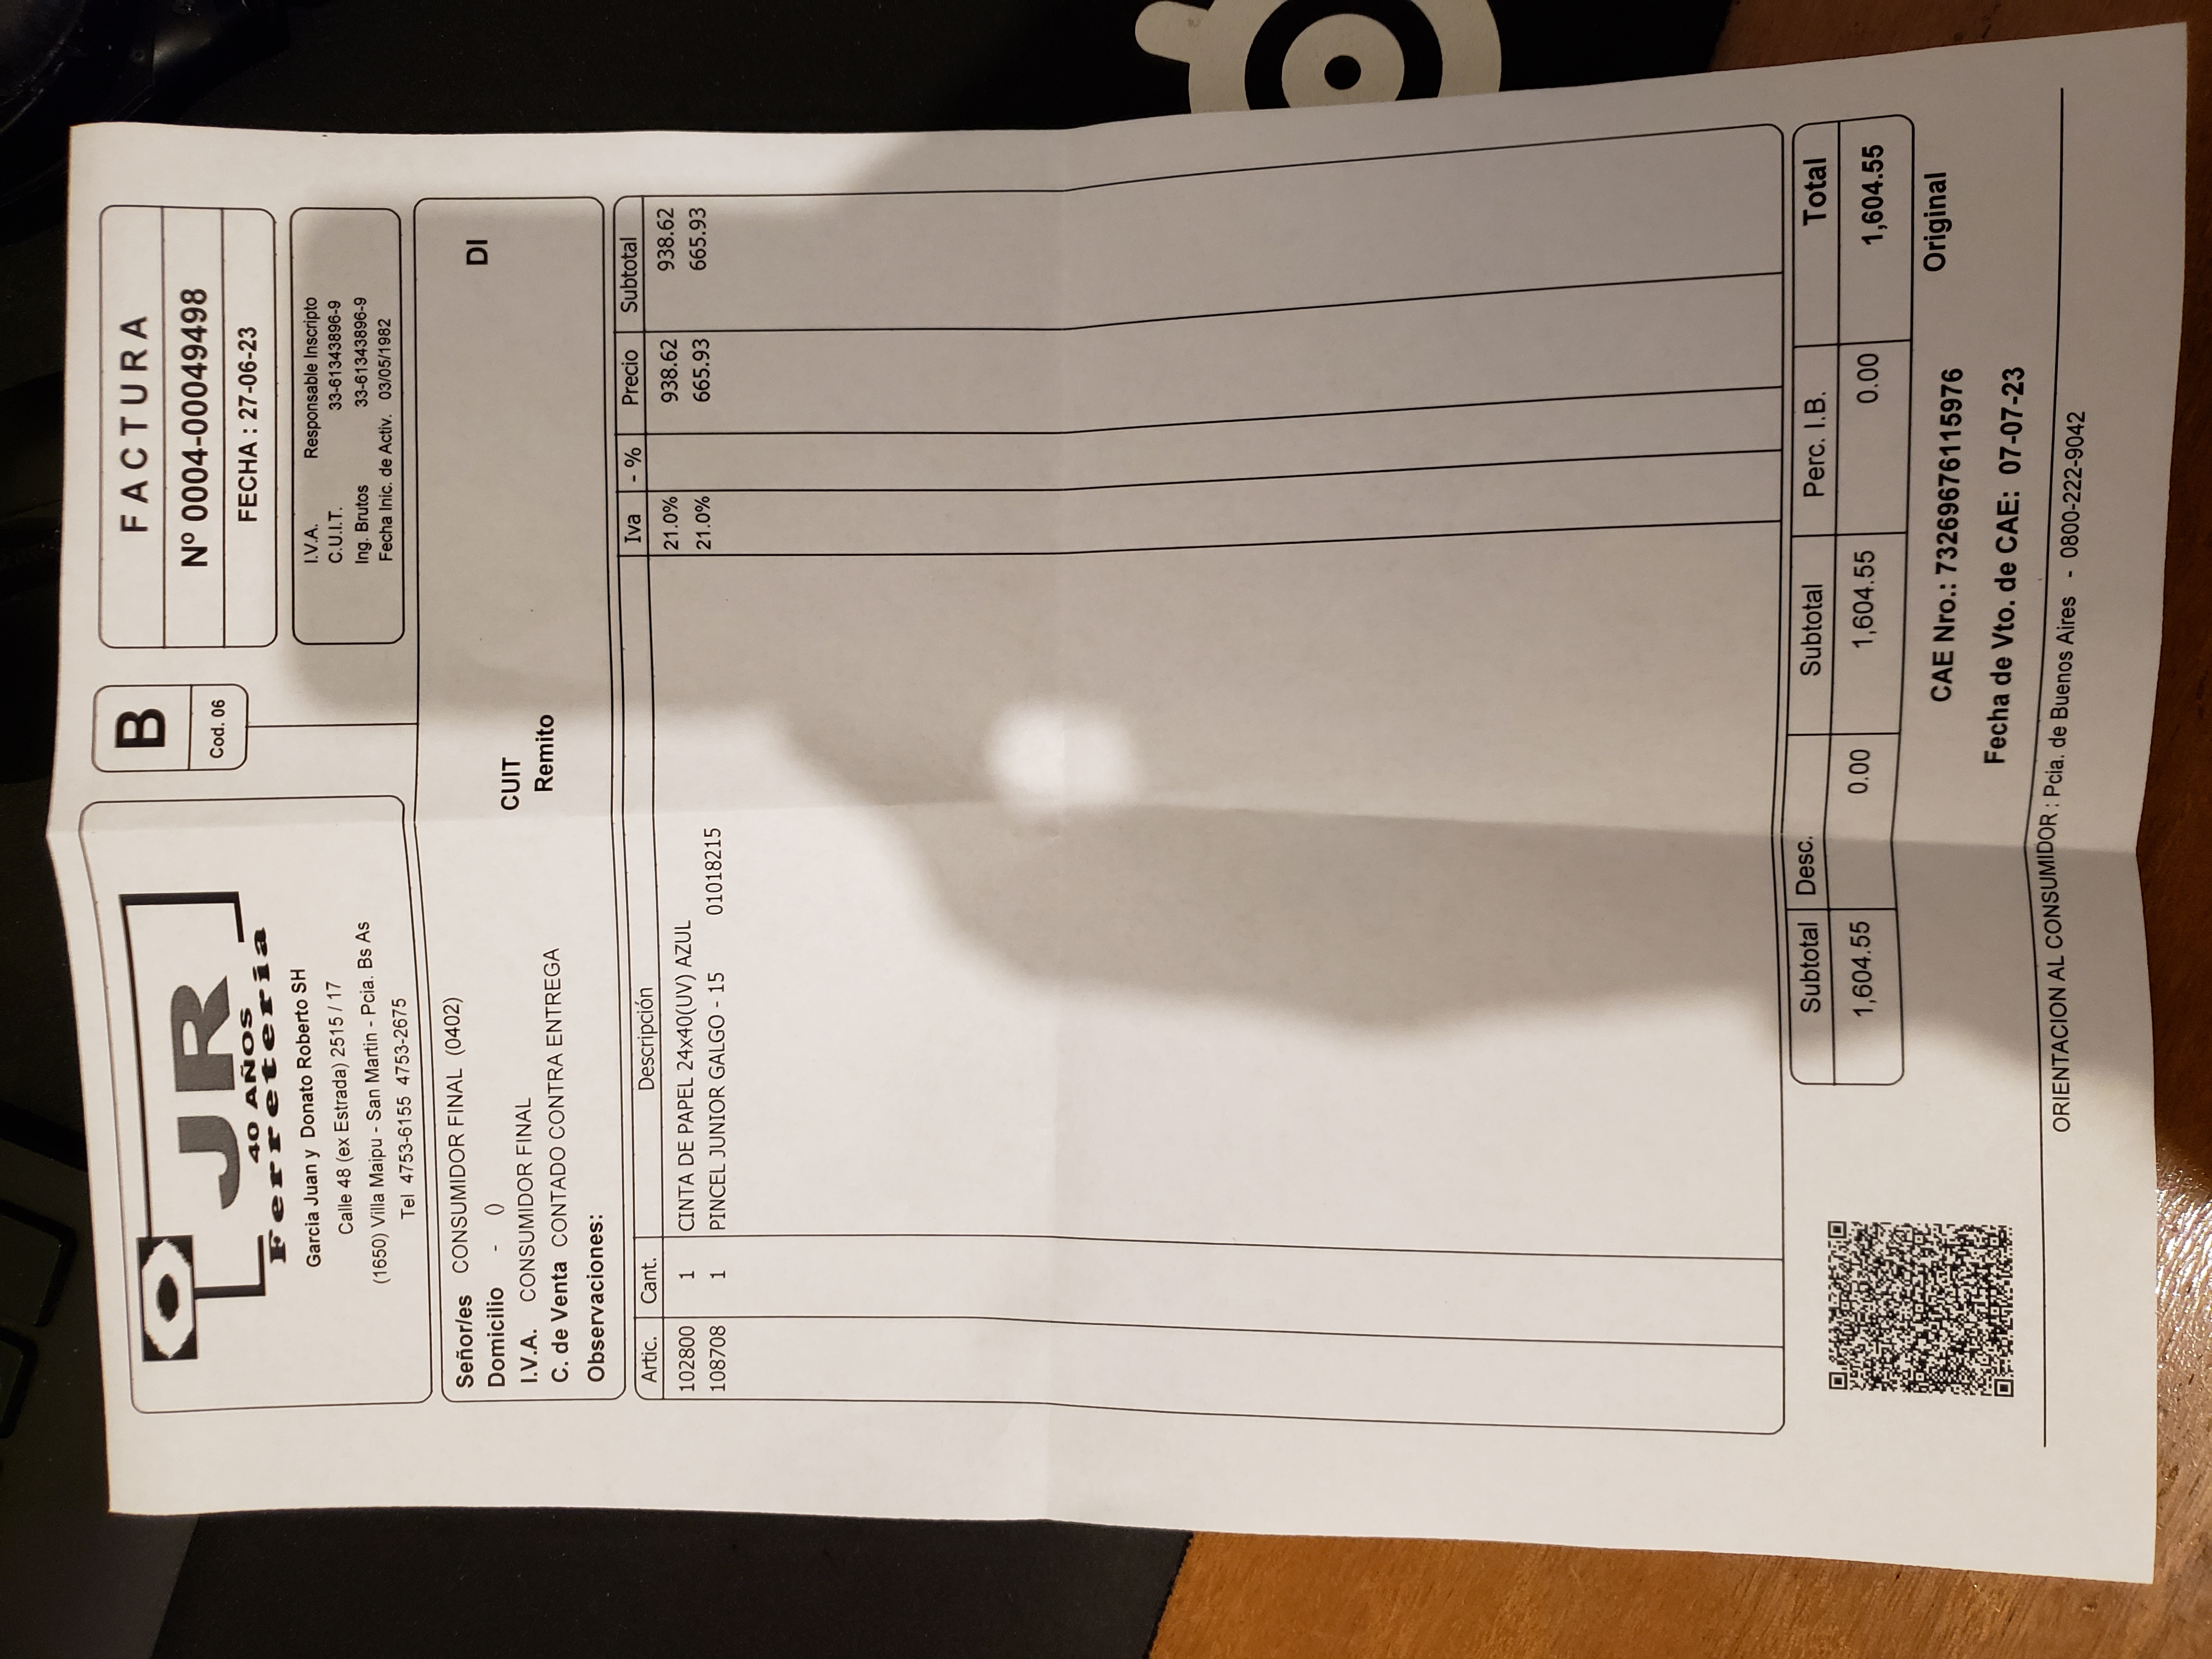 JR
40 AÑOS
Ferreteria
Garcia Juan y Donato Roberto SH
Calle 48 (ex Estrada) 2515 / 17
(1650) Villa Maipu - San Martin - Pcia. Bs As
Tel 4753-6155 4753-2675
B
Cod. 06
FACTURA
Nº 0004-00049498
FECHA : 27-06-23
I.V.A. Responsable Inscripto
C.U.I.T. 33-61343896-9
Ing. Brutos 33-61343896-9
Fecha Inic. de Activ. 03/05/1982
Señor/es CONSUMIDOR FINAL (0402)
DI
Domicilio - ()
CUIT
I.V.A. CONSUMIDOR FINAL
Remito
C. de Venta CONTADO CONTRA ENTREGA
Observaciones:
Artic. Cant. Descripción Iva - % Precio Subtotal
102800 1 CINTA DE PAPEL 24x40(UV) AZUL 21.0% 938.62 938.62
108708 1 PINCEL JUNIOR GALGO - 15 01018215 21.0% 665.93 665.93
Subtotal Desc. Subtotal Perc. I.B. Total
1,604.55 0.00 1,604.55 0.00 1,604.55
Original
CAE Nro.: 73269676115976
Fecha de Vto. de CAE: 07-07-23
ORIENTACION AL CONSUMIDOR : Pcia. de Buenos Aires - 0800-222-9042